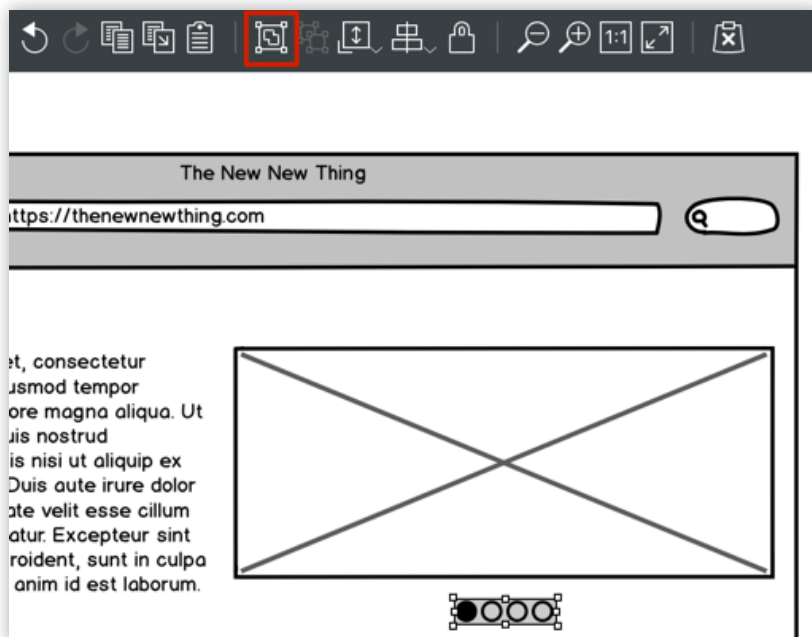 1:1
The New New Thing
https://thenewnewthing.com
et, consectetur
usmod tempor
ore magna aliqua. Ut
uis nostrud
is nisi ut aliquip ex
Duis aute irure dolor
ate velit esse cillum
atur. Excepteur sint
roident, sunt in culpa
anim id est laborum.